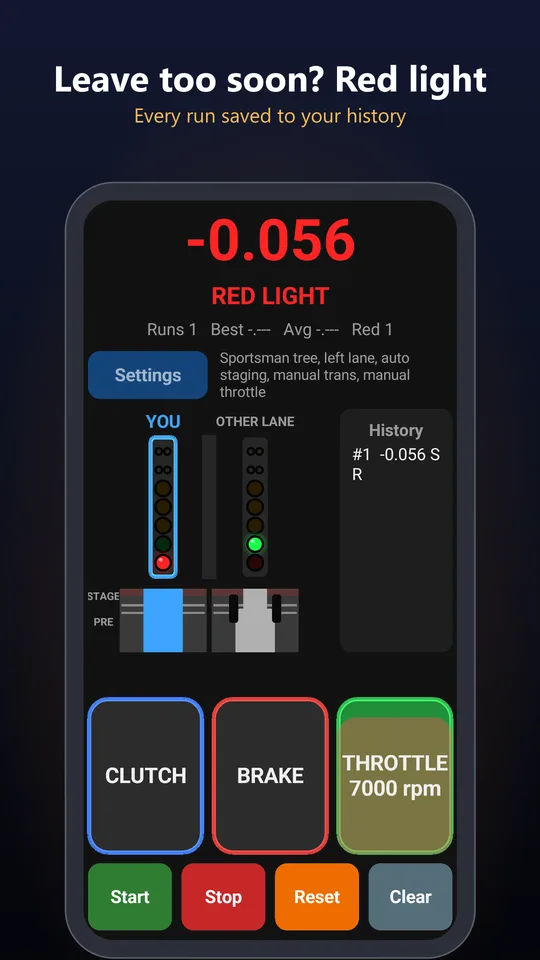 Leave too soon? Red light
Every run saved to your history
-0.056
RED LIGHT
Runs 1 Best -.--- Avg -.--- Red 1
Settings
Sportsman tree, left lane, auto
staging, manual trans, manual
throttle
YOU
OTHER LANE
History
#1 -0.056 S
R
STAGE
PRE
CLUTCH
BRAKE
THROTTLE
7000 rpm
Start
Stop
Reset
Clear